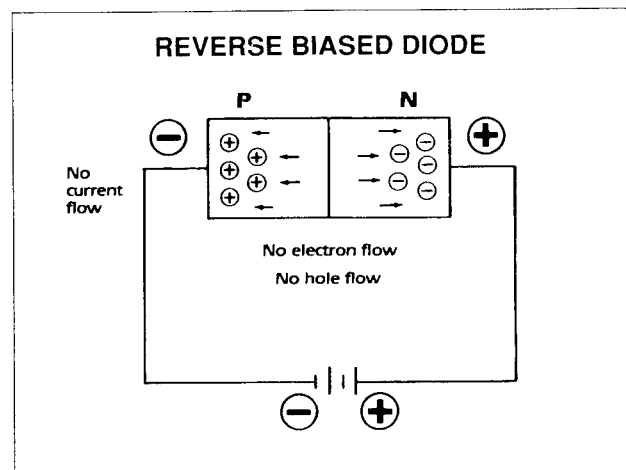 REVERSE BIASED DIODE
P N
− +
No
current
flow
+ + + + + − − − − −
No electron flow
No hole flow
− +